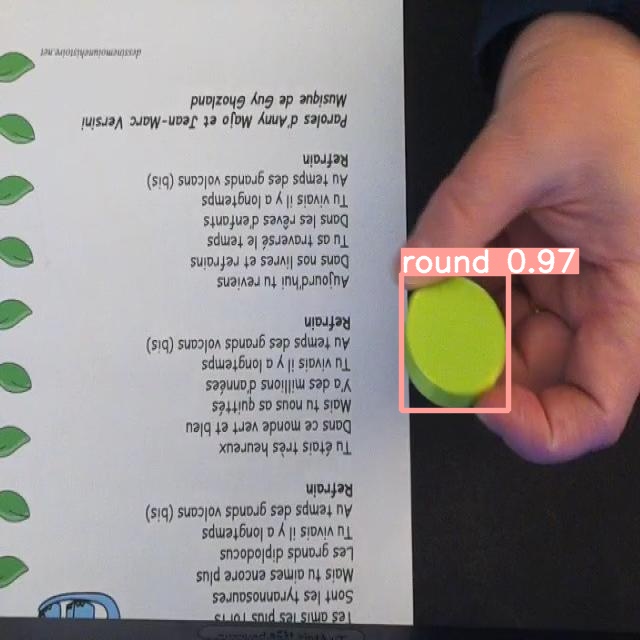 round 0.97
Tes amis les plus forts
Sont les tyrannosaures
Mais tu aimes encore plus
Les grands diplodocus
Tu vivais il y a longtemps
Au temps des grands volcans (bis)
Refrain
Tu étais très heureux
Dans ce monde vert et bleu
Mais tu nous as quittés
Y'a des millions d'années
Tu vivais il y a longtemps
Au temps des grands volcans (bis)
Refrain
Aujourd'hui tu reviens
Dans nos livres et refrains
Tu as traversé le temps
Dans les rêves d'enfants
Tu vivais il y a longtemps
Au temps des grands volcans (bis)
Refrain
Paroles d'Anny Majo et Jean-Marc Versini
Musique de Guy Ghozland
dessinemoiunehistoire.net